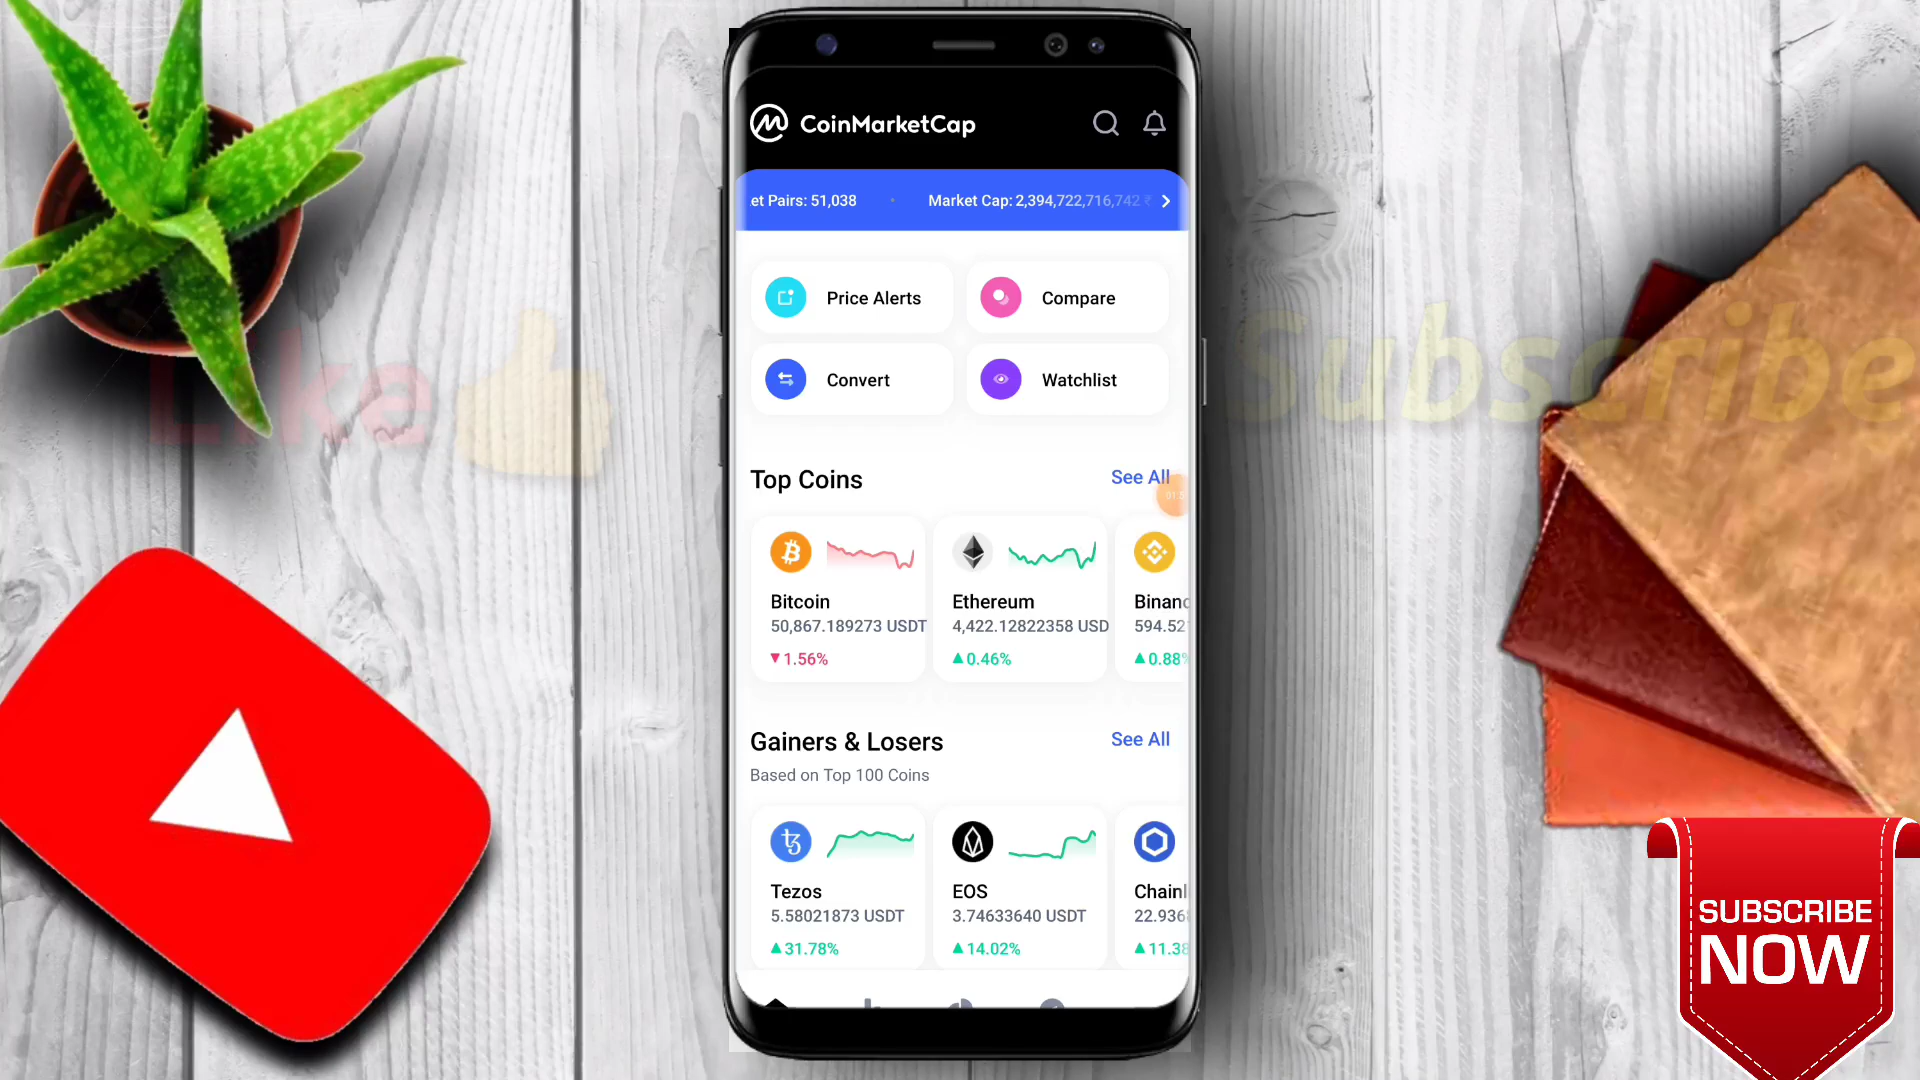 CoinMarketCap
et Pairs: 51,038 • Market Cap: 2,394,722,716,742
Price Alerts
Compare
Convert
Watchlist
Like
Subscribe
Top Coins
See All
Bitcoin
50,867.189273 USDT
▼1.56%
Ethereum
4,422.12822358 USD
▲0.46%
Binanc
594.52
▲0.88%
Gainers & Losers
See All
Based on Top 100 Coins
Tezos
5.58021873 USDT
▲31.78%
EOS
3.74633640 USDT
▲14.02%
Chainl
22.936
▲11.38
SUBSCRIBE
NOW